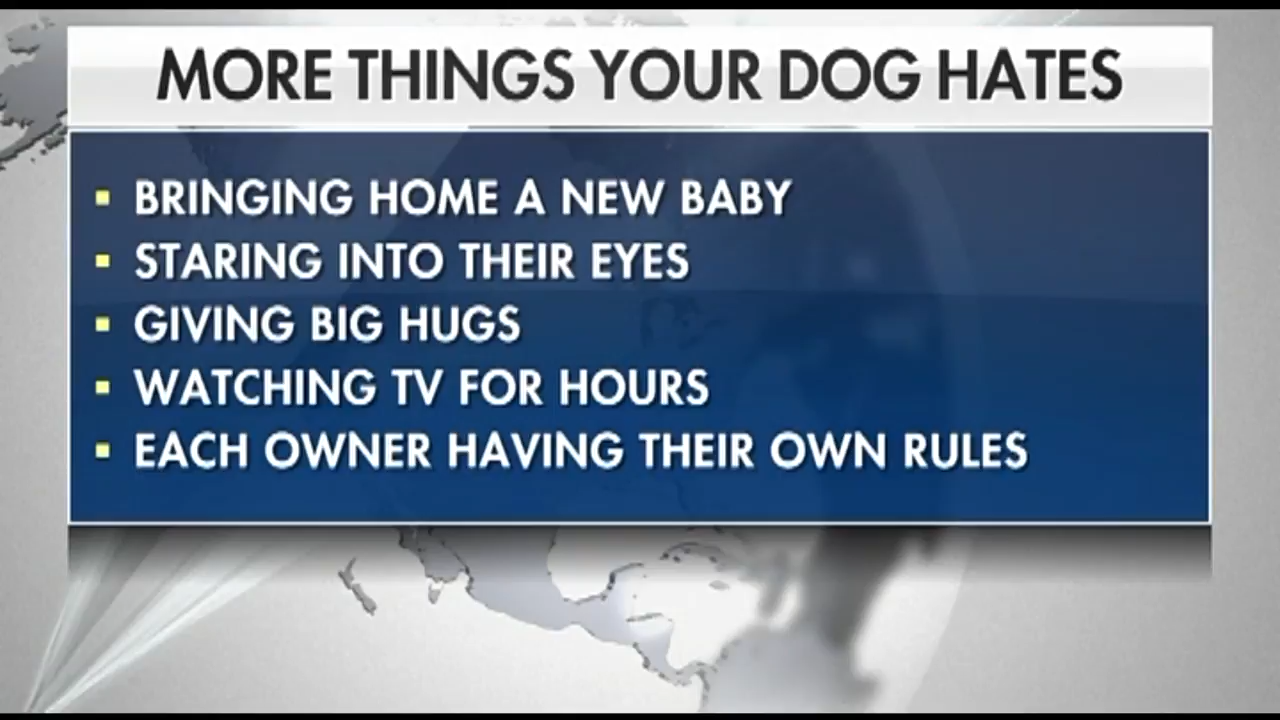 MORE THINGS YOUR DOG HATES
▪ BRINGING HOME A NEW BABY
▪ STARING INTO THEIR EYES
▪ GIVING BIG HUGS
▪ WATCHING TV FOR HOURS
▪ EACH OWNER HAVING THEIR OWN RULES